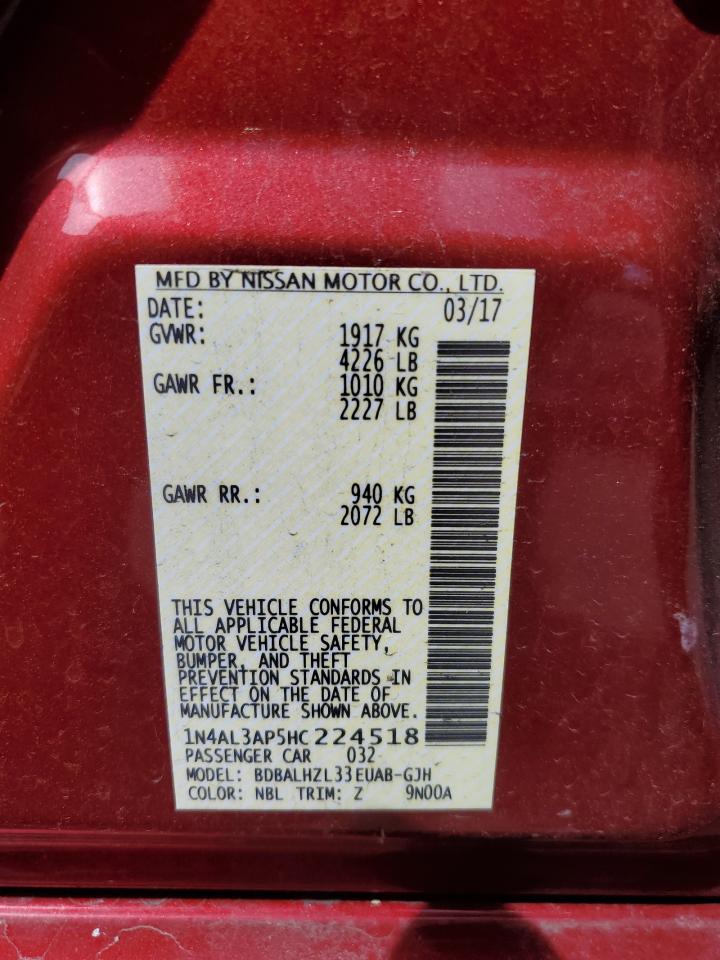 MFD BY NISSAN MOTOR CO., LTD.
DATE: 03/17
GVWR: 1917 KG
4226 LB
GAWR FR.: 1010 KG
2227 LB
GAWR RR.: 940 KG
2072 LB
THIS VEHICLE CONFORMS TO
ALL APPLICABLE FEDERAL
MOTOR VEHICLE SAFETY,
BUMPER, AND THEFT
PREVENTION STANDARDS IN
EFFECT ON THE DATE OF
MANUFACTURE SHOWN ABOVE.
1N4AL3AP5HC224518
PASSENGER CAR 032
MODEL: BDBALHZL33EUAB-GJH
COLOR: NBL TRIM: Z 9N00A